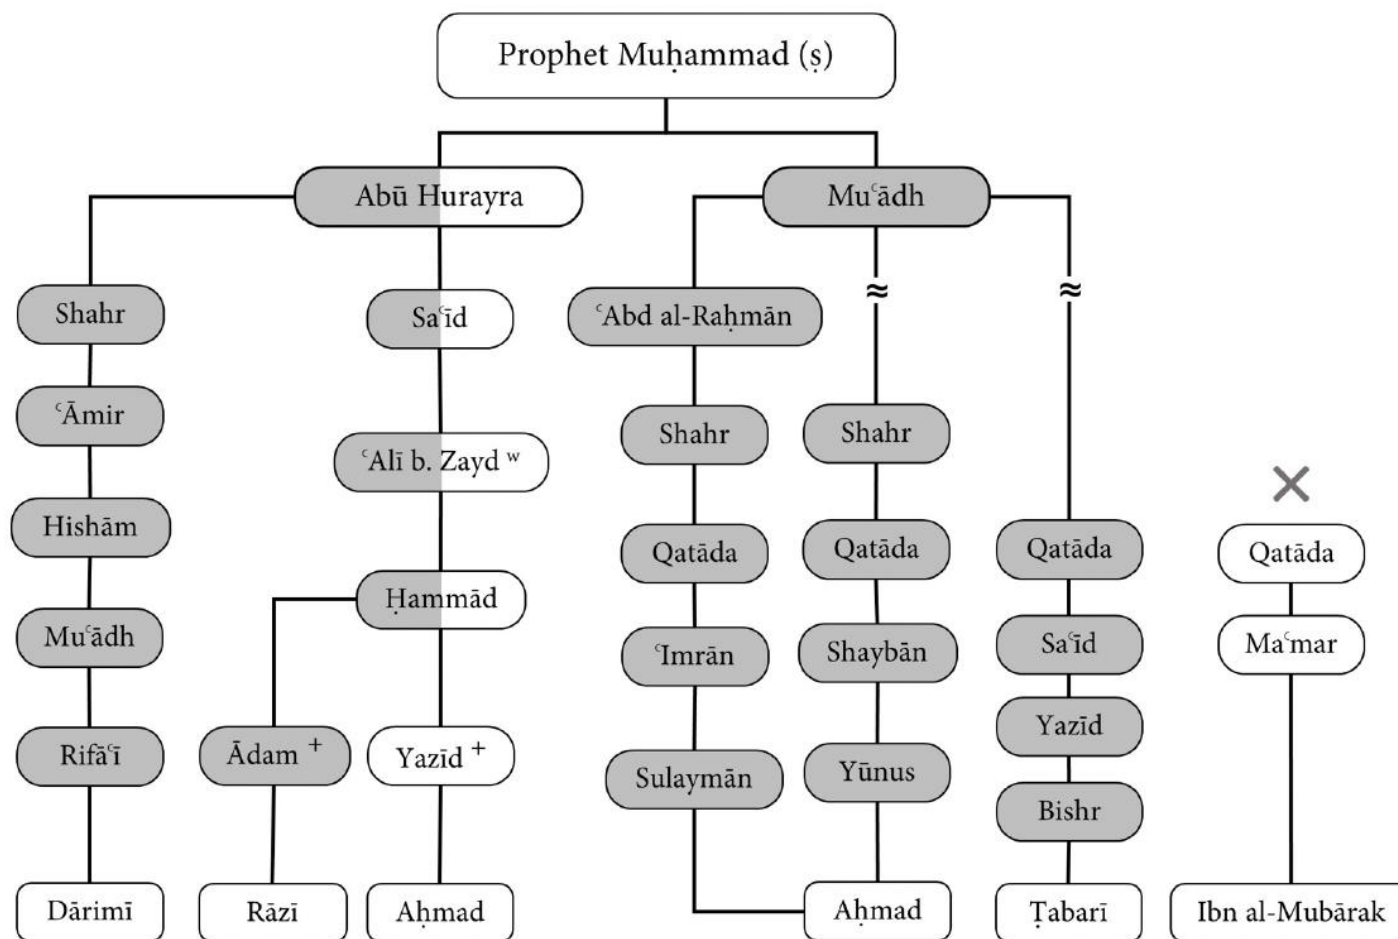 Prophet Muḥammad (ṣ)
Abū Hurayra
Muʿādh
Shahr
Saʿīd
ʿAbd al-Raḥmān
≈
≈
ʿĀmir
ʿAlī b. Zayd ʷ
Shahr
Shahr
Hishām
Qatāda
Qatāda
Qatāda
Qatāda
Ḥammād
Muʿādh
ʿImrān
Shaybān
Saʿīd
Maʿmar
Rifāʿī
Ādam ⁺
Yazīd ⁺
Sulaymān
Yūnus
Yazīd
Bishr
Dārimī
Rāzī
Aḥmad
Aḥmad
Ṭabarī
Ibn al-Mubārak